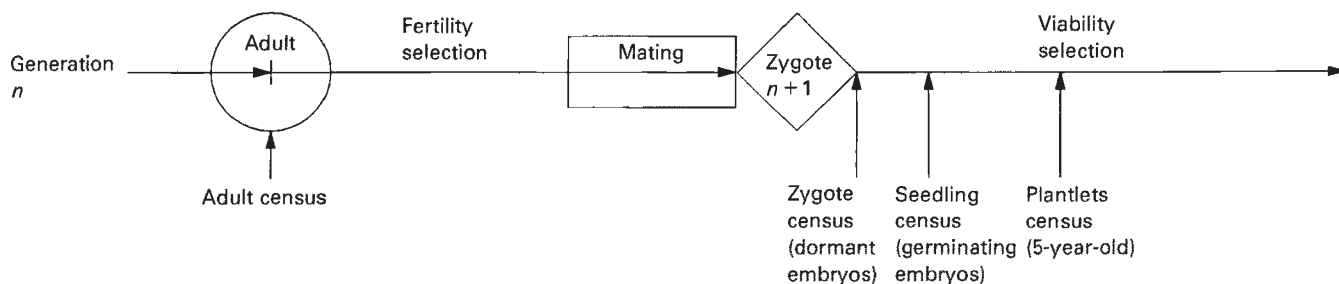 Generation
n
Adult
Adult census
Fertility
selection
Mating
Zygote
n + 1
Viability
selection
Zygote
census
(dormant
embryos)
Seedling
census
(germinating
embryos)
Plantlets
census
(5-year-old)